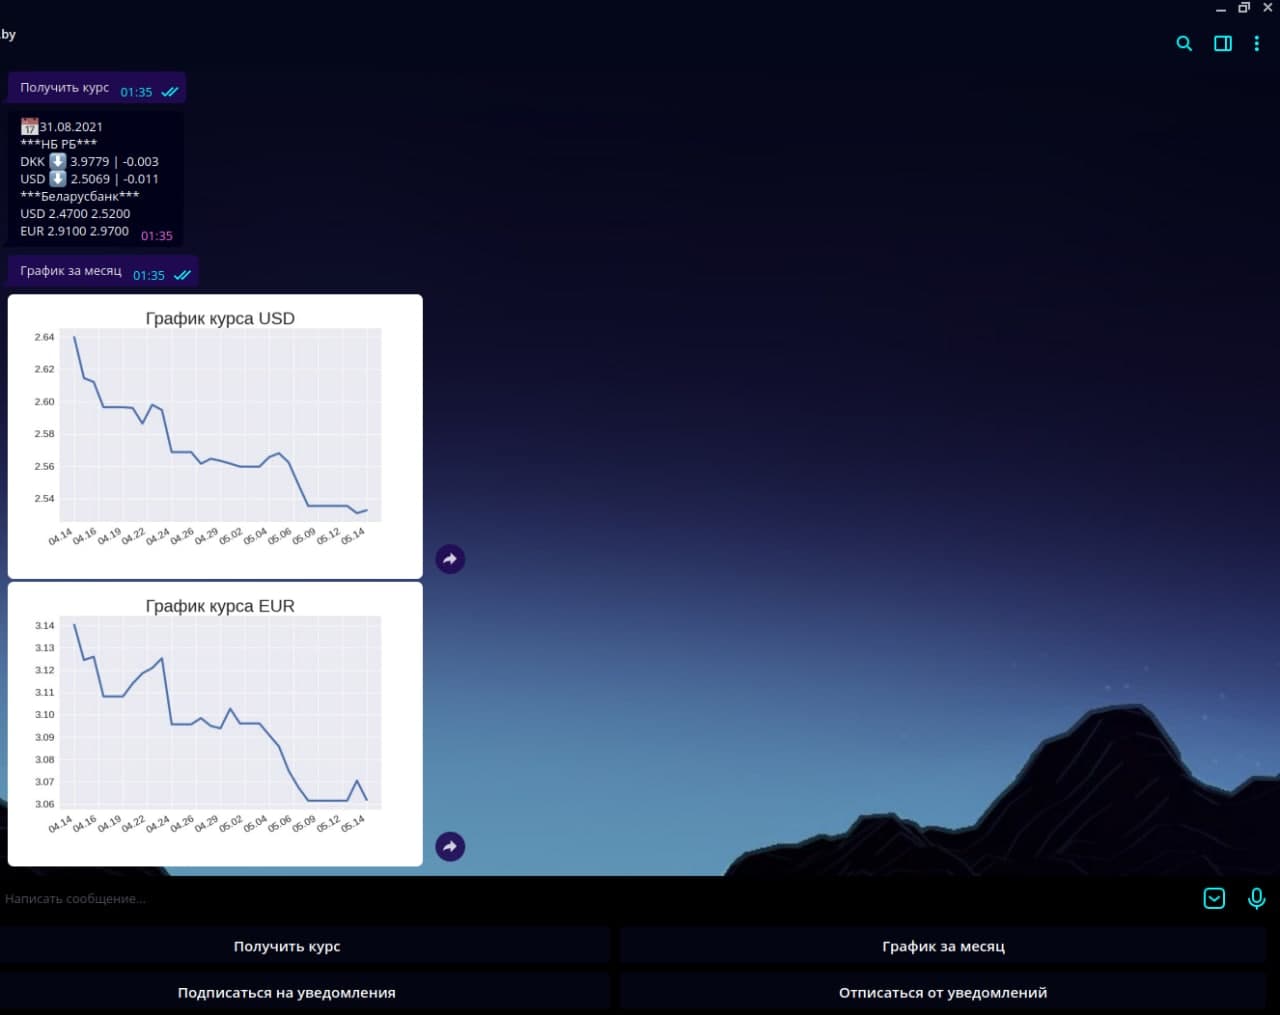 by
Получить курс 01:35
31.08.2021
***НБ РБ***
DKK ⬇️ 3.9779 | -0.003
USD ⬇️ 2.5069 | -0.011
***Беларусбанк***
USD 2.4700 2.5200
EUR 2.9100 2.9700 01:35
График за месяц 01:35
График курса USD
2.64
2.62
2.60
2.58
2.56
2.54
04.14 04.16 04.19 04.22 04.24 04.26 04.29 05.02 05.04 05.06 05.09 05.12 05.14
График курса EUR
3.14
3.13
3.12
3.11
3.10
3.09
3.08
3.07
3.06
04.14 04.16 04.19 04.22 04.24 04.26 04.29 05.02 05.04 05.06 05.09 05.12 05.14
Написать сообщение...
Получить курс
График за месяц
Подписаться на уведомления
Отписаться от уведомлений